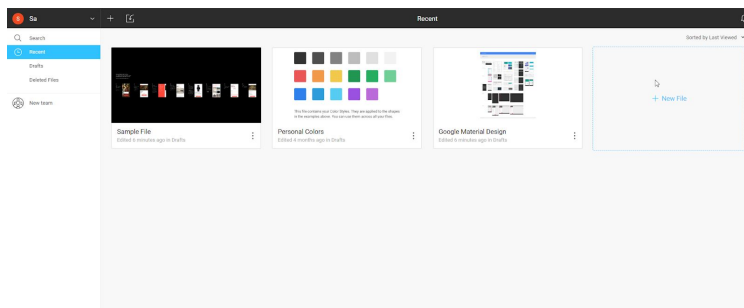 S Sa
Recent
Search
Recent
Drafts
Deleted Files
New team
Sorted by Last Viewed
Sample File
Edited 6 minutes ago in Drafts
This file contains your Color Styles. They are applied to the shapes
in the examples above. You can use them across all your files.
Personal Colors
Edited 4 months ago in Drafts
Google Material Design
Edited 6 minutes ago in Drafts
+ New File